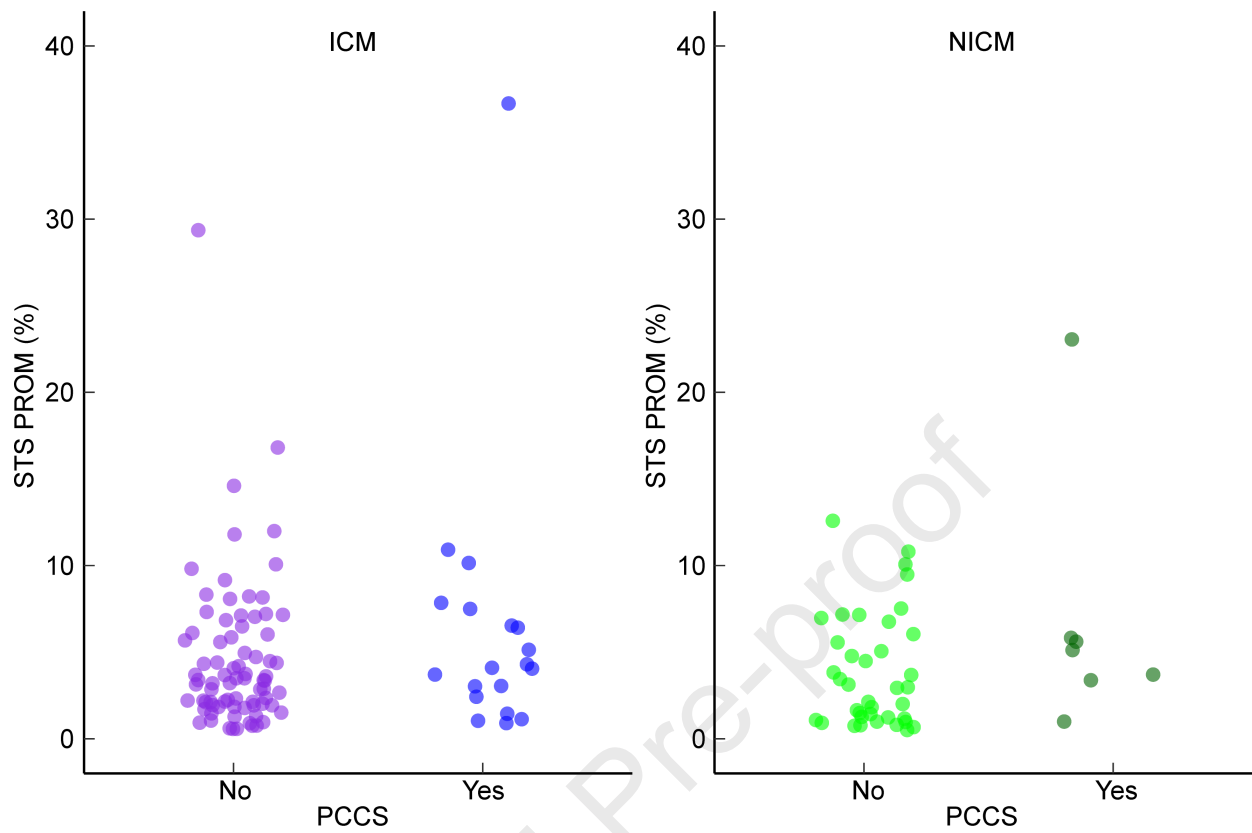 ICM
40
30
20
10
0
STS PROM (%)
No Yes
PCCS
NICM
40
30
20
10
0
STS PROM (%)
No Yes
PCCS
Pre-proof